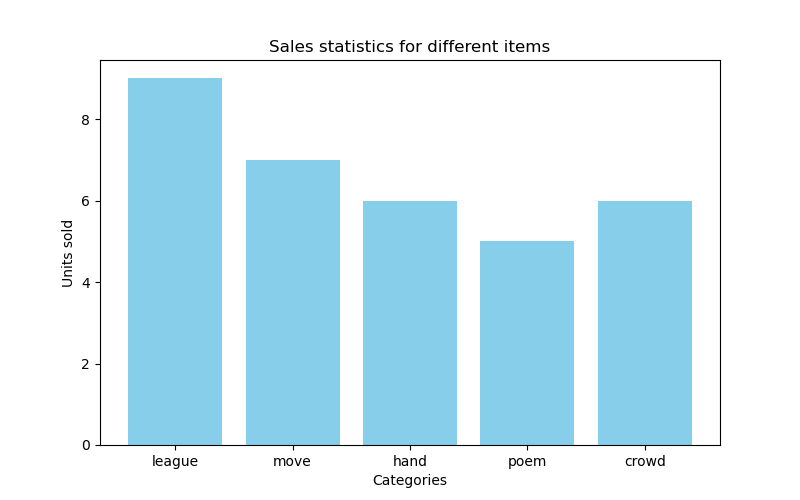 Sales statistics for different items
Units sold
8
6
4
2
0
league move hand poem crowd
Categories